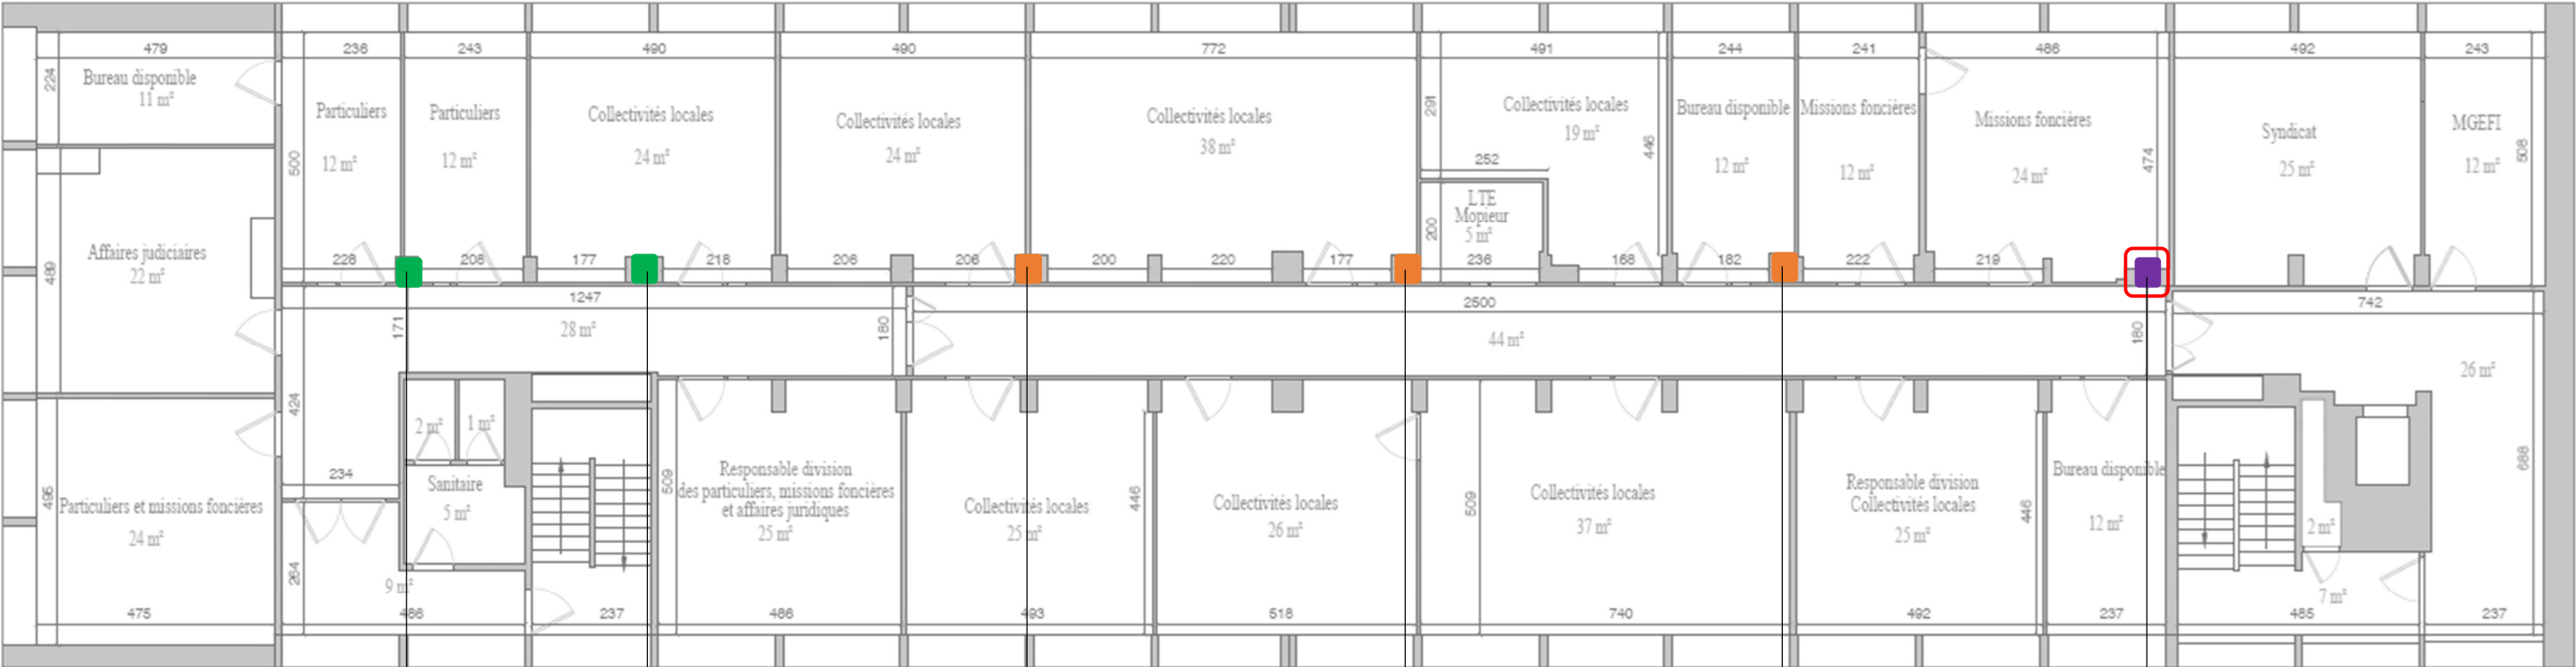 479
236
243
490
490
772
491
244
241
486
492
243
224
Bureau disponible
11 m²
500
Particuliers
12 m²
Particuliers
12 m²
Collectivités locales
24 m²
Collectivités locales
24 m²
Collectivités locales
38 m²
291
Collectivités locales
19 m²
446
252
Bureau disponible
12 m²
Missions foncières
12 m²
Missions foncières
24 m²
474
Syndicat
25 m²
MGEFI
12 m²
508
LTE
Mopieur
5 m²
200
Affaires judiciaires
22 m²
489
228
208
177
218
206
206
200
220
177
236
168
182
222
219
1247
2500
742
171
28 m²
180
44 m²
180
26 m²
424
2 m²
1 m²
234
Sanitaire
5 m²
495
Particuliers et missions foncières
24 m²
264
9 m²
509
Responsable division
des particuliers, missions foncières
et affaires juridiques
25 m²
Collectivités locales
25 m²
446
Collectivités locales
26 m²
509
Collectivités locales
37 m²
Responsable division
Collectivités locales
25 m²
446
Bureau disponible
12 m²
2 m²
688
7 m²
475
486
237
486
493
518
740
492
237
485
237